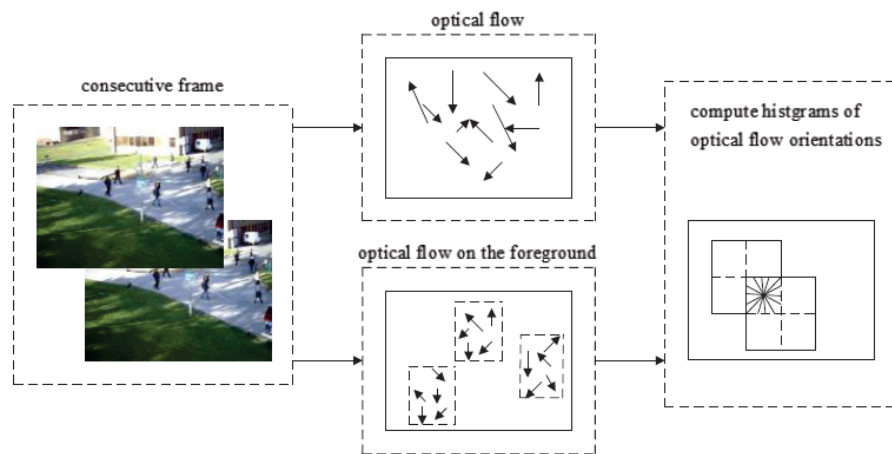 optical flow
consecutive frame
compute histgrams of
optical flow orientations
optical flow on the foreground